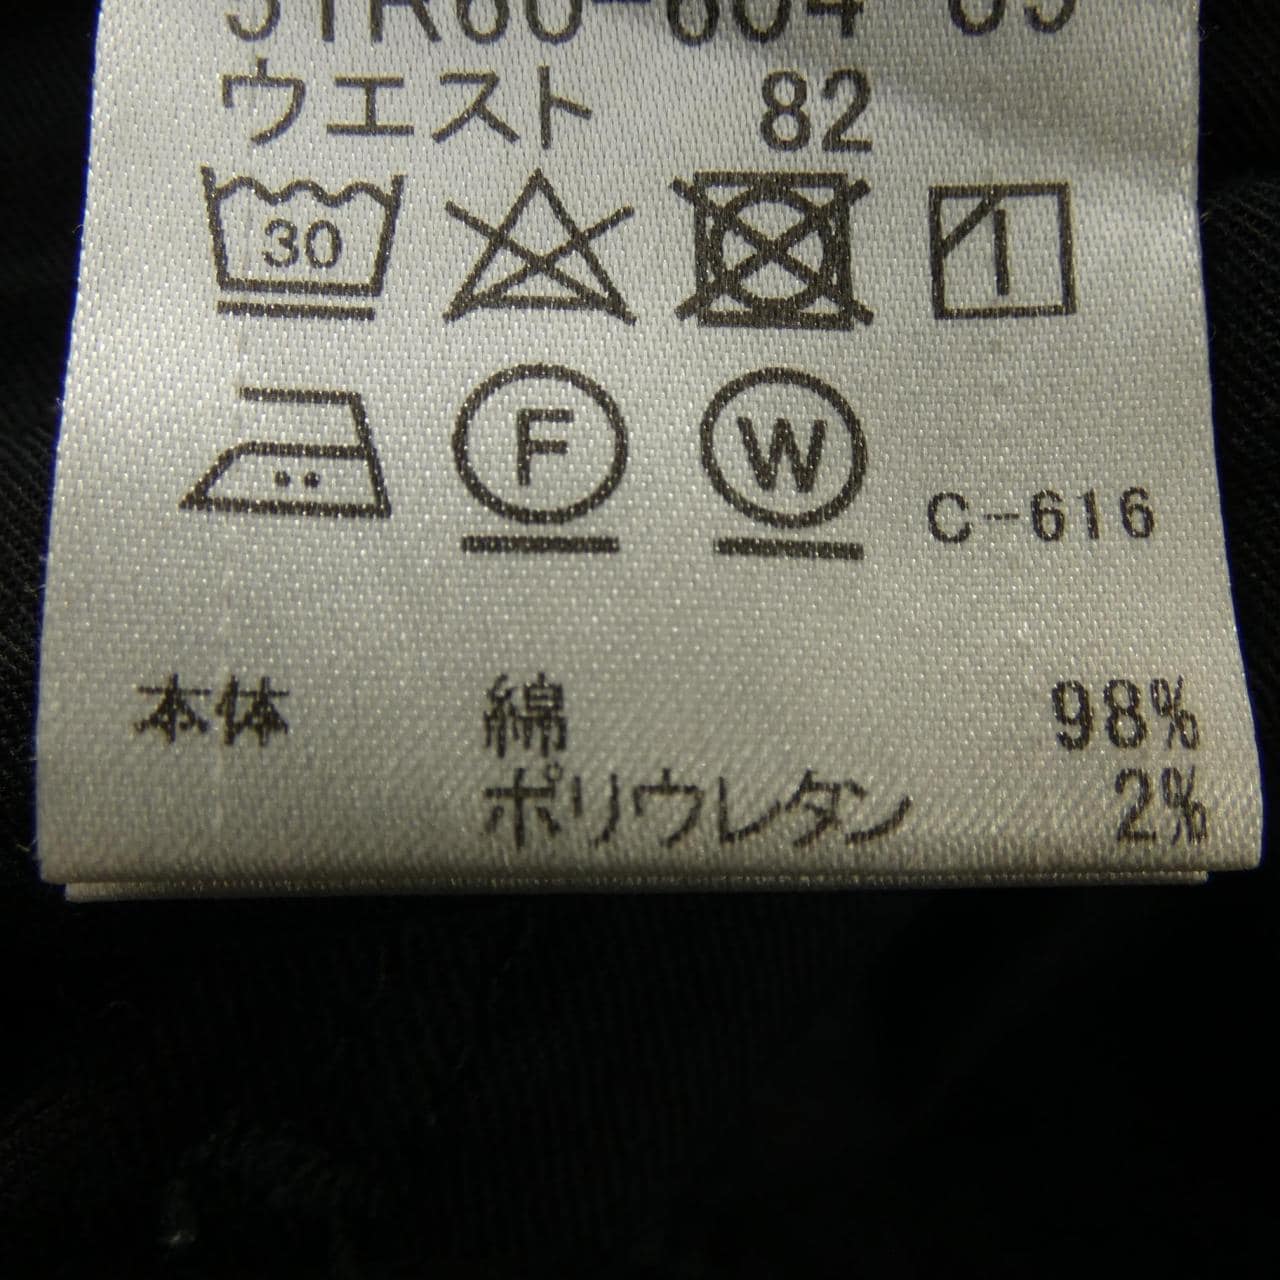 ウエスト 82
30
F W C-616
本体 綿 98%
ポリウレタン 2%